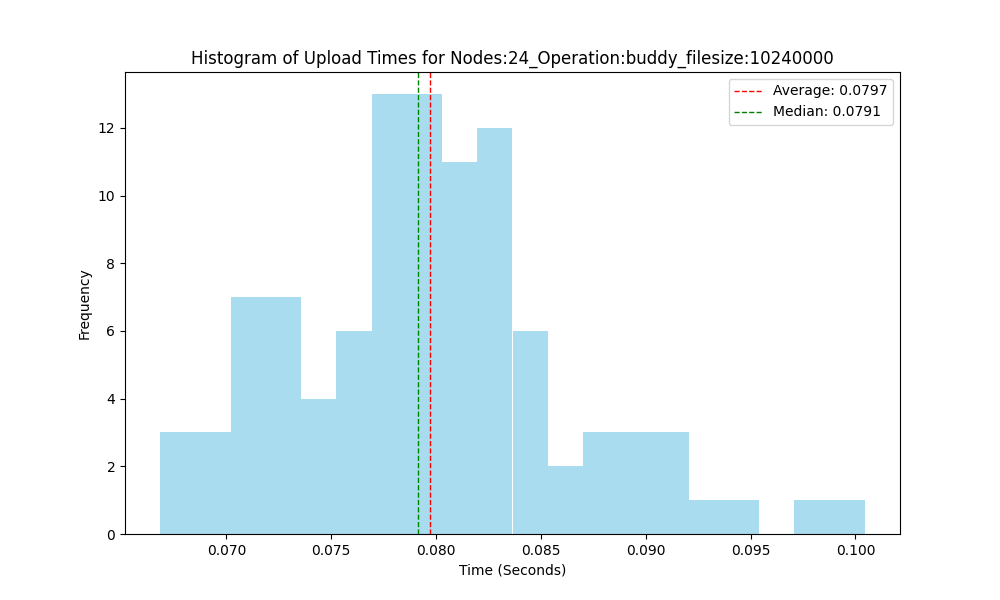 Histogram of Upload Times for Nodes:24_Operation:buddy_filesize:10240000
Average: 0.0797
Median: 0.0791
Frequency
12
10
8
6
4
2
0
0.070 0.075 0.080 0.085 0.090 0.095 0.100
Time (Seconds)